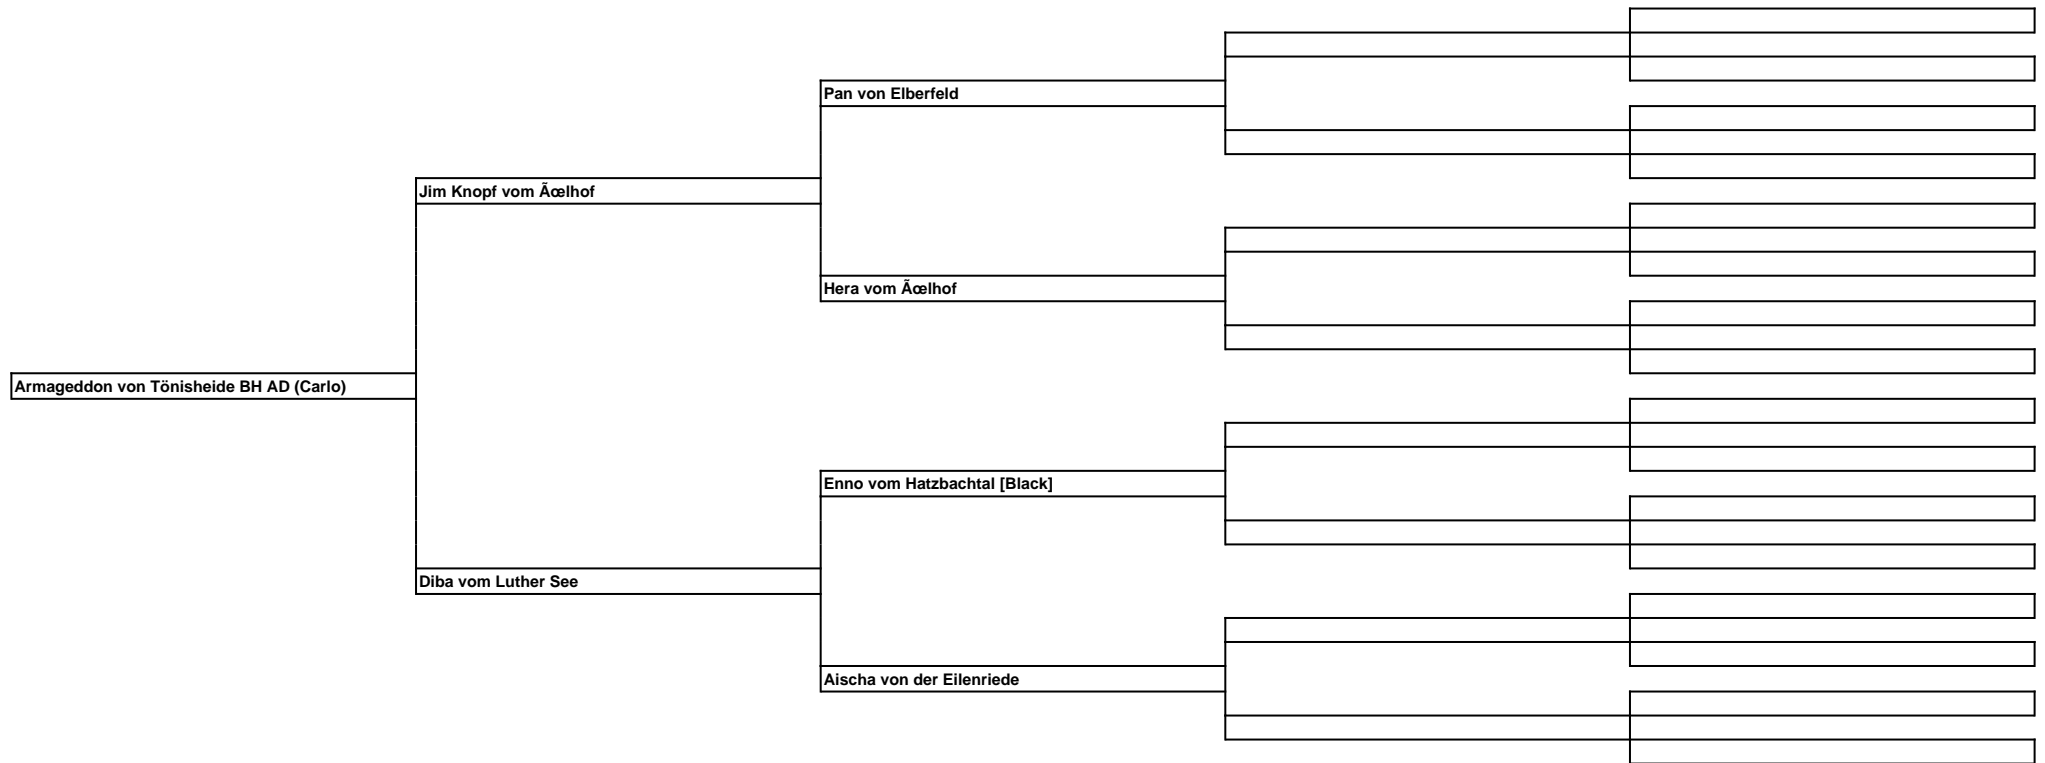 Pan von Elberfeld
Jim Knopf vom Ãœlhof
Hera vom Ãœlhof
Armageddon von Tönisheide BH AD (Carlo)
Enno vom Hatzbachtal [Black]
Diba vom Luther See
Aischa von der Eilenriede